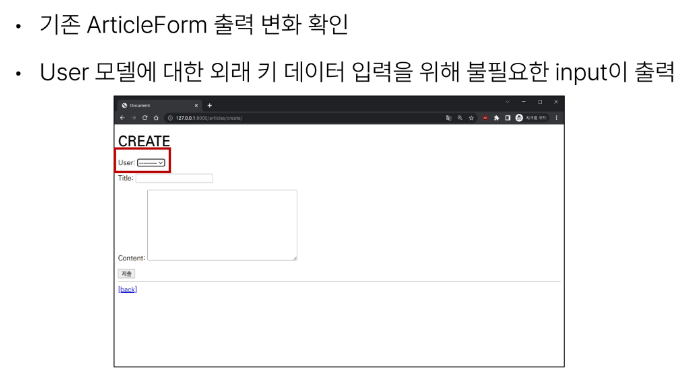 • 기존 ArticleForm 출력 변화 확인
• User 모델에 대한 외래 키 데이터 입력을 위해 불필요한 input이 출력
Document
127.0.0.1:8000/articles/create/
CREATE
User: ---------
Title:
Content:
제출
[back]